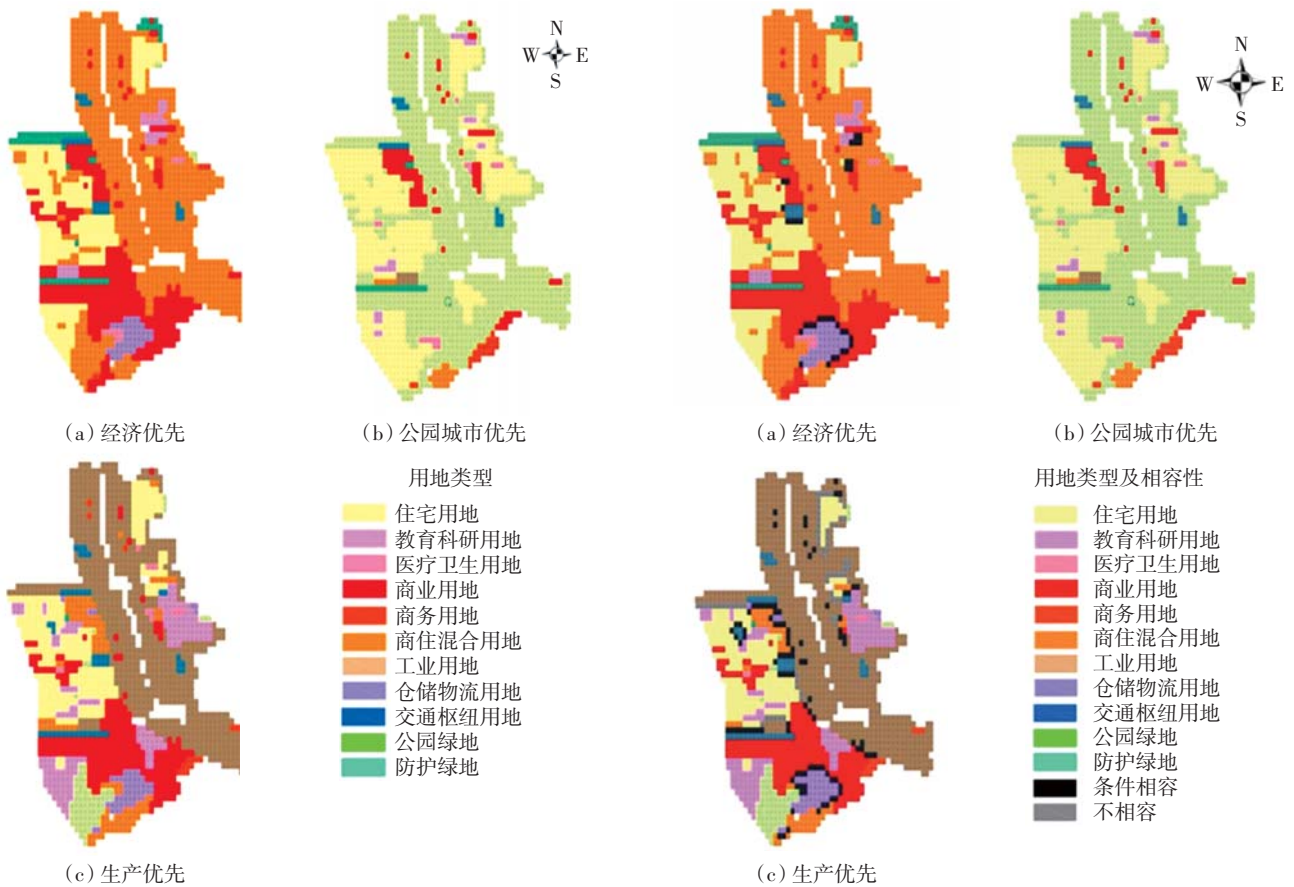 N
W E
S
N
W E
S
(a)经济优先
(b)公园城市优先
(a)经济优先
(b)公园城市优先
用地类型
住宅用地
教育科研用地
医疗卫生用地
商业用地
商务用地
商住混合用地
工业用地
仓储物流用地
交通枢纽用地
公园绿地
防护绿地
用地类型及相容性
住宅用地
教育科研用地
医疗卫生用地
商业用地
商务用地
商住混合用地
工业用地
仓储物流用地
交通枢纽用地
公园绿地
防护绿地
条件相容
不相容
(c)生产优先
(c)生产优先